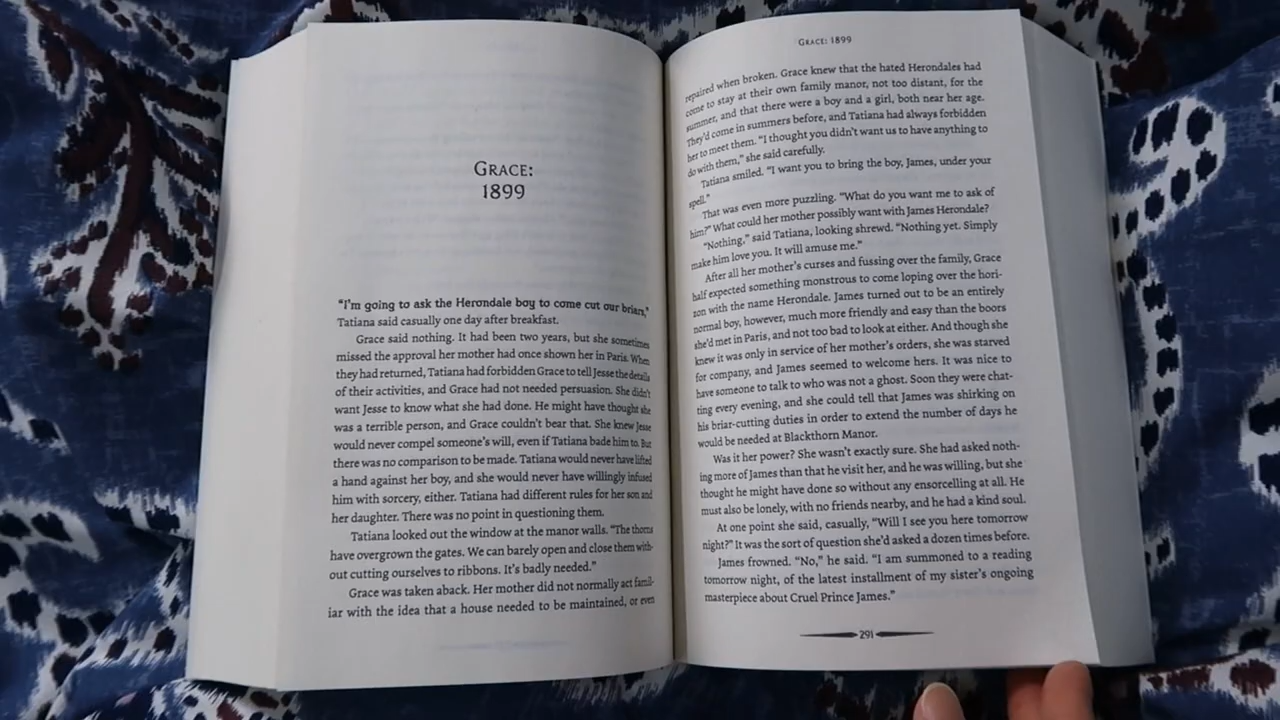 GRACE:
1899
"I'm going to ask the Herondale boy to come cut our briars,"
Tatiana said casually one day after breakfast.
Grace said nothing. It had been two years, but she sometimes
missed the approval her mother had once shown her in Paris. When
they had returned, Tatiana had forbidden Grace to tell Jesse the details
of their activities, and Grace had not needed persuasion. She didn't
want Jesse to know what she had done. He might have thought she
was a terrible person, and Grace couldn't bear that. She knew Jesse
would never compel someone's will, even if Tatiana bade him to. But
there was no comparison to be made. Tatiana would never have lifted
a hand against her boy, and she would never have willingly infused
him with sorcery, either. Tatiana had different rules for her son and
her daughter. There was no point in questioning them.
Tatiana looked out the window at the manor walls. "The thorns
have overgrown the gates. We can barely open and close them with-
out cutting ourselves to ribbons. It's badly needed."
Grace was taken aback. Her mother did not normally act famil-
iar with the idea that a house needed to be maintained, or even
GRACE: 1899
repaired when broken. Grace knew that the hated Herondales had
come to stay at their own family manor, not too distant, for the
summer, and that there were a boy and a girl, both near her age.
They'd come in summers before, and Tatiana had always forbidden
her to meet them. "I thought you didn't want us to have anything to
do with them," she said carefully.
Tatiana smiled. "I want you to bring the boy, James, under your
spell."
That was even more puzzling. "What do you want me to ask of
him?" What could her mother possibly want with James Herondale?
"Nothing," said Tatiana, looking shrewd. "Nothing yet. Simply
make him love you. It will amuse me."
After all her mother's curses and fussing over the family, Grace
half expected something monstrous to come loping over the hori-
zon with the name Herondale. James turned out to be an entirely
normal boy, however, much more friendly and easy than the boors
she'd met in Paris, and not too bad to look at either. And though she
knew it was only in service of her mother's orders, she was starved
for company, and James seemed to welcome hers. It was nice to
have someone to talk to who was not a ghost. Soon they were chat-
ting every evening, and she could tell that James was shirking on
his briar-cutting duties in order to extend the number of days he
would be needed at Blackthorn Manor.
Was it her power? She wasn't exactly sure. She had asked noth-
ing more of James than that he visit her, and he was willing, but she
thought he might have done so without any ensorcelling at all. He
must also be lonely, with no friends nearby, and he had a kind soul.
At one point she said, casually, "Will I see you here tomorrow
night?" It was the sort of question she'd asked a dozen times before.
James frowned. "No," he said. "I am summoned to a reading
tomorrow night, of the latest installment of my sister's ongoing
masterpiece about Cruel Prince James."
291